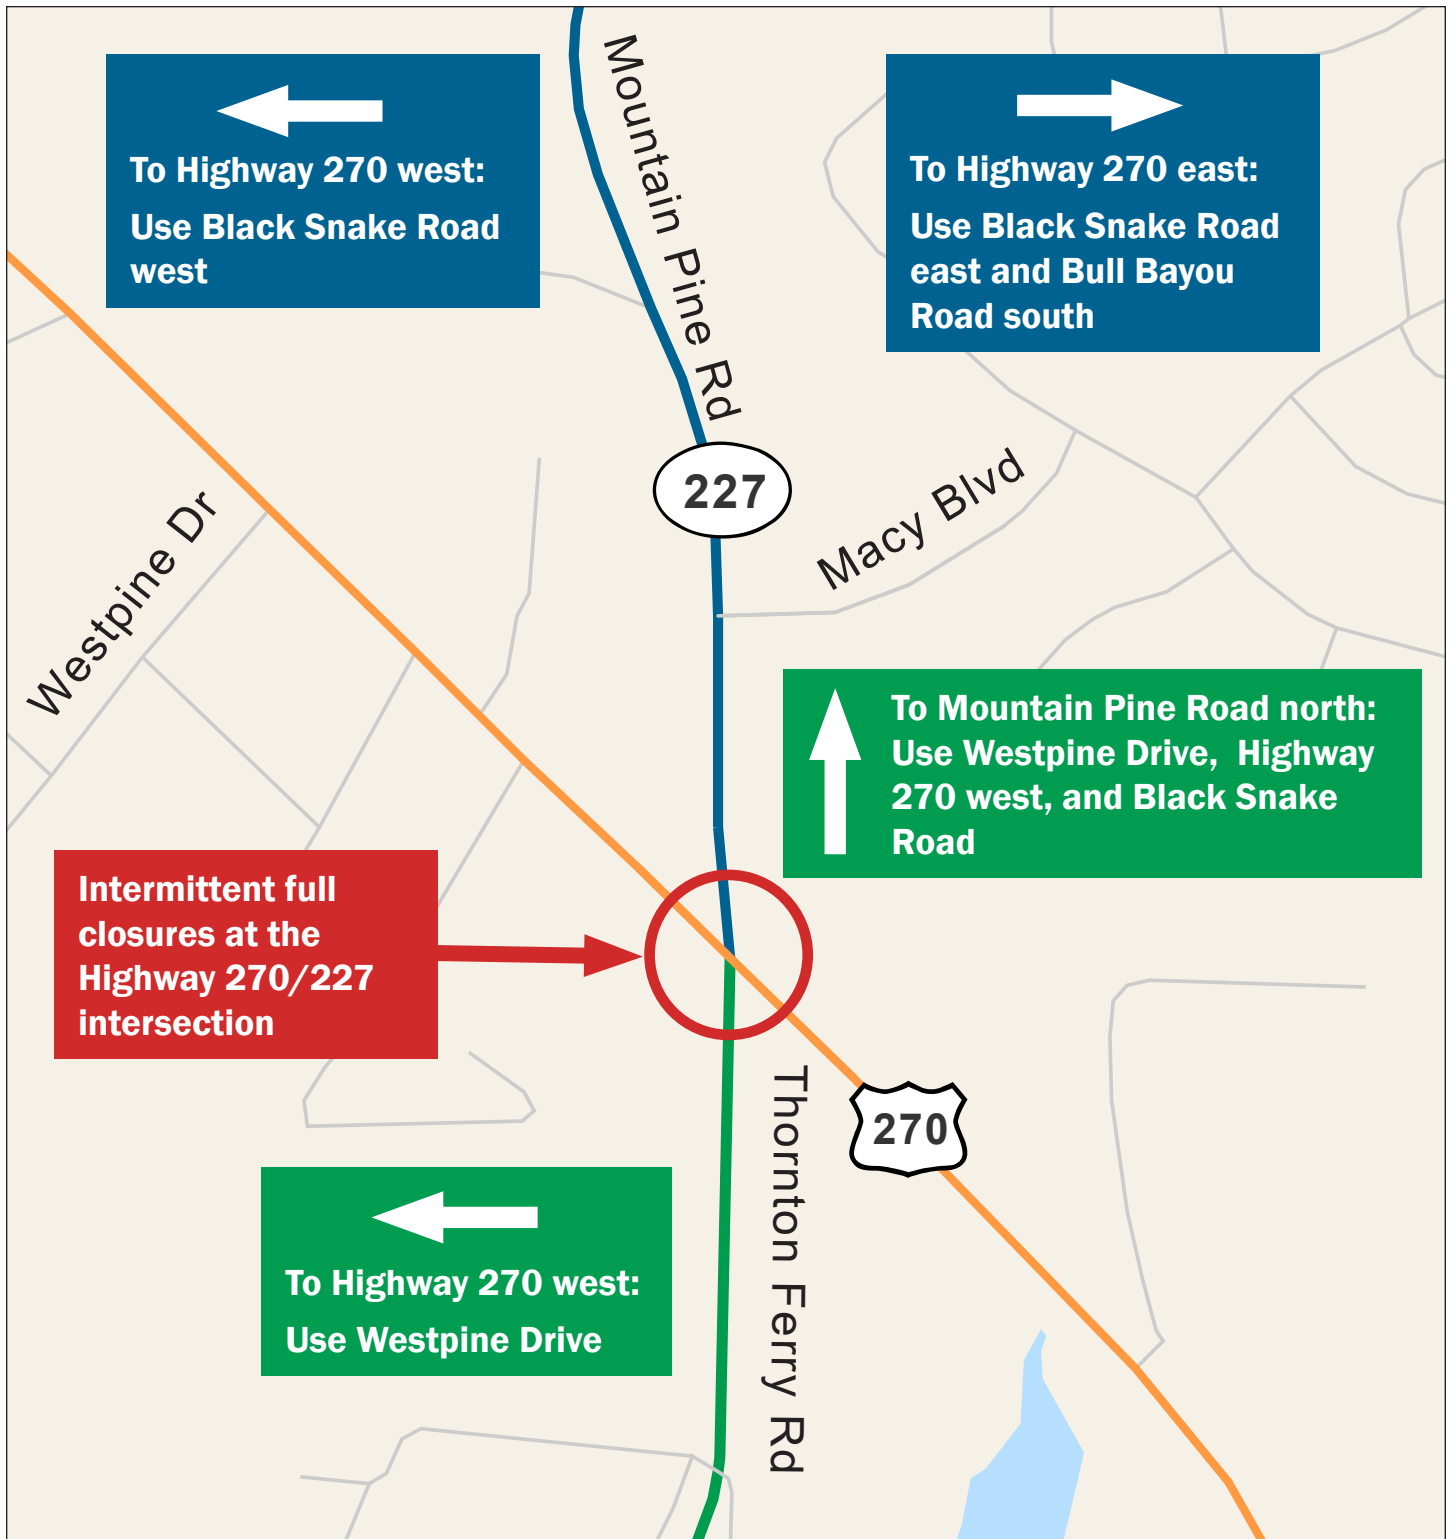 To Highway 270 west:
Use Black Snake Road
west
Mountain Pine Rd
To Highway 270 east:
Use Black Snake Road
east and Bull Bayou
Road south
227
Macy Blvd
Westpine Dr
To Mountain Pine Road north:
Use Westpine Drive,  Highway
270 west, and Black Snake
Road
Intermittent full
closures at the
Highway 270/227
intersection
270
Thornton Ferry Rd
To Highway 270 west:
Use Westpine Drive